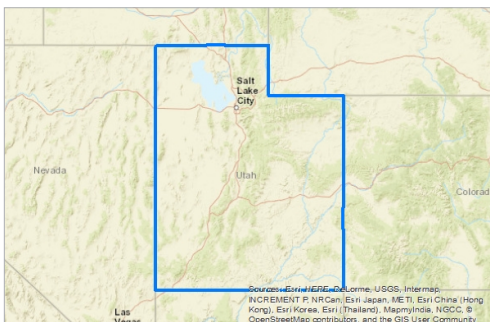 Salt
Lake
City
Nevada
Utah
Colorad
Las
Vegas
Sources: Esri, HERE, DeLorme, USGS, Intermap,
INCREMENT P, NRCan, Esri Japan, METI, Esri China (Hong
Kong), Esri Korea, Esri (Thailand), MapmyIndia, NGCC, ©
OpenStreetMap contributors, and the GIS User Community